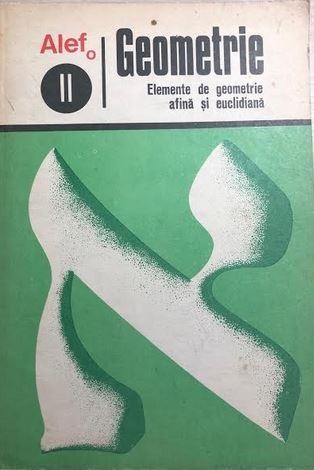 Alef₀
II
Geometrie
Elemente de geometrie
afină și euclidiană
א